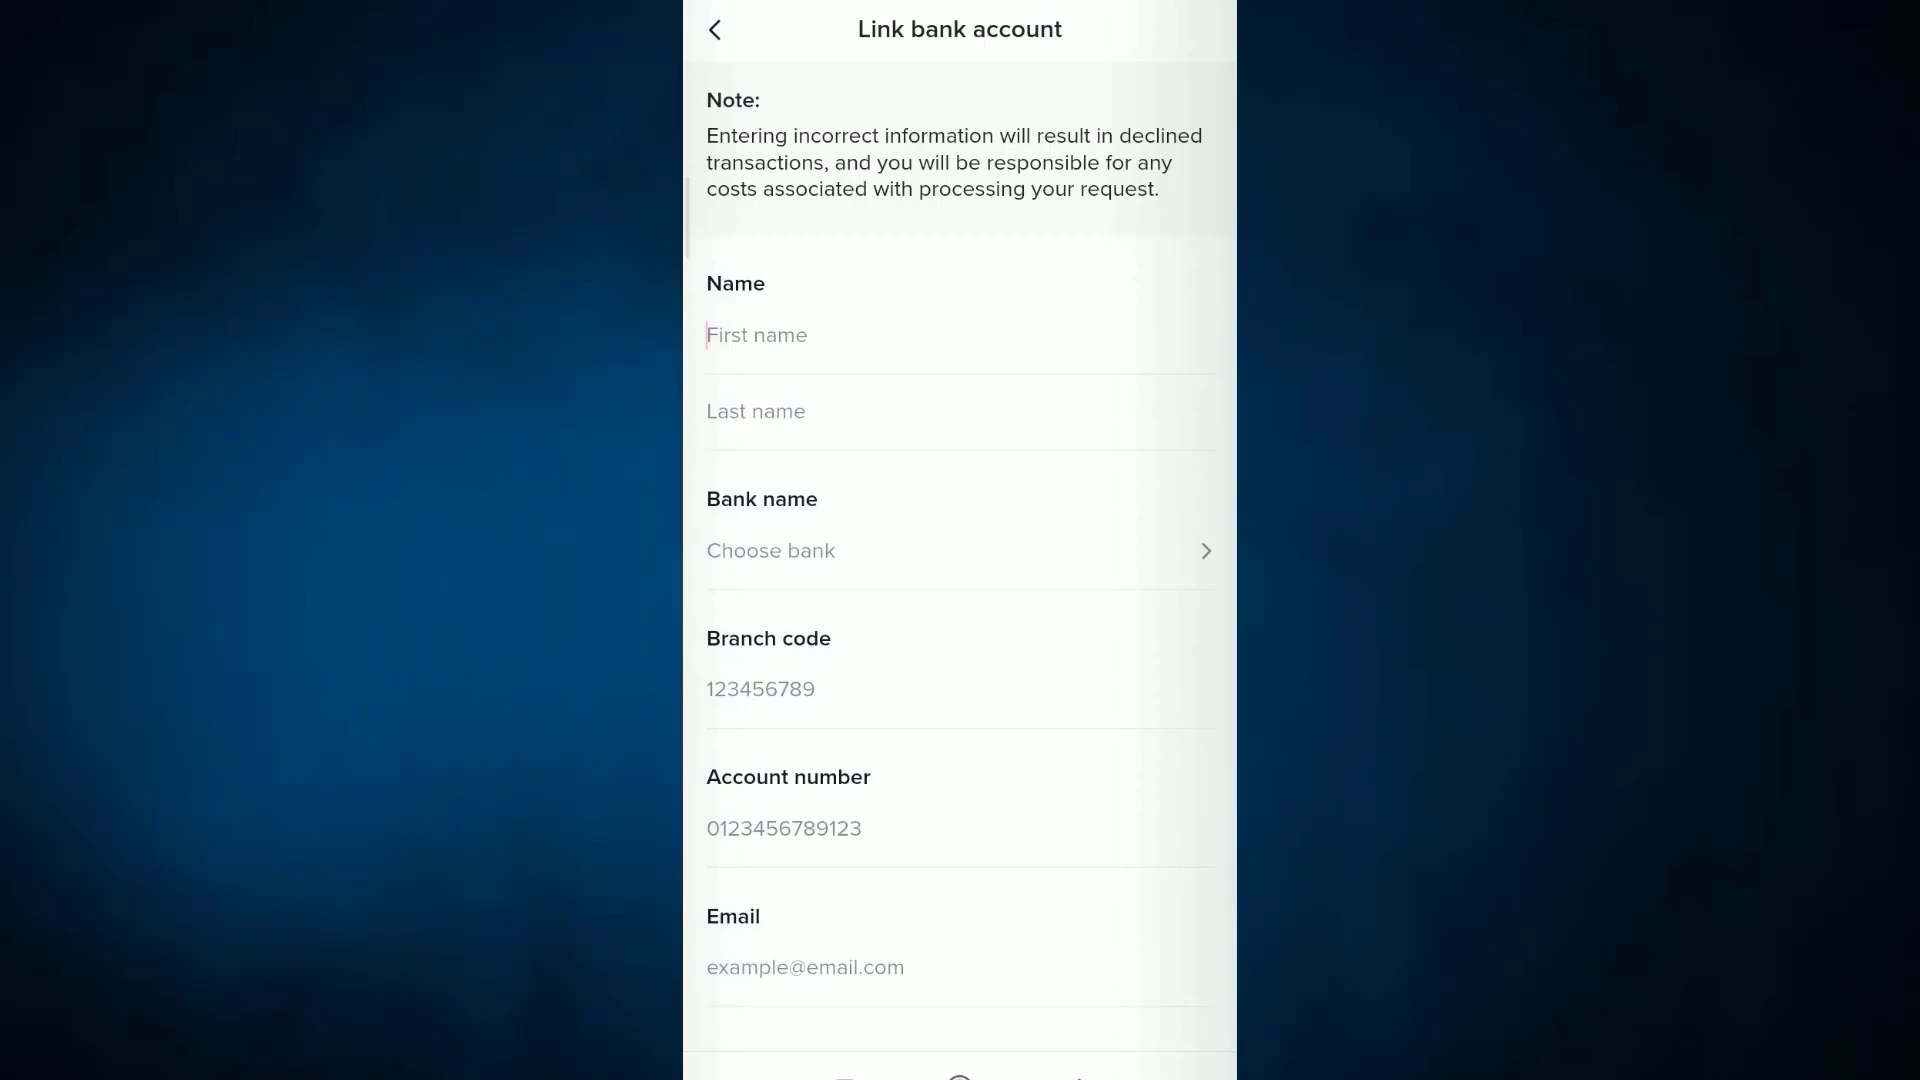 Link bank account
Note:
Entering incorrect information will result in declined
transactions, and you will be responsible for any
costs associated with processing your request.
Name
First name
Last name
Bank name
Choose bank
Branch code
123456789
Account number
0123456789123
Email
example@email.com